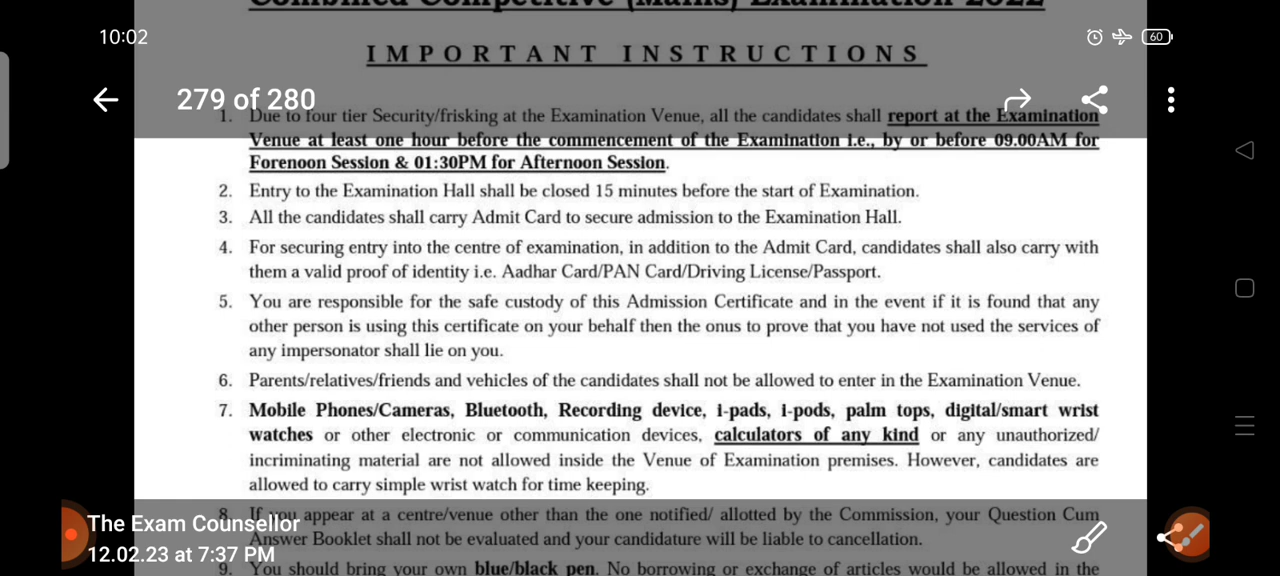 Combined Competitive (Mains) Examination 2022
10:02
60
IMPORTANT INSTRUCTIONS
279 of 280
1. Due to four tier Security/frisking at the Examination Venue, all the candidates shall report at the Examination
Venue at least one hour before the commencement of the Examination i.e., by or before 09.00AM for
Forenoon Session & 01:30PM for Afternoon Session.
2. Entry to the Examination Hall shall be closed 15 minutes before the start of Examination.
3. All the candidates shall carry Admit Card to secure admission to the Examination Hall.
4. For securing entry into the centre of examination, in addition to the Admit Card, candidates shall also carry with
them a valid proof of identity i.e. Aadhar Card/PAN Card/Driving License/Passport.
5. You are responsible for the safe custody of this Admission Certificate and in the event if it is found that any
other person is using this certificate on your behalf then the onus to prove that you have not used the services of
any impersonator shall lie on you.
6. Parents/relatives/friends and vehicles of the candidates shall not be allowed to enter in the Examination Venue.
7. Mobile Phones/Cameras, Bluetooth, Recording device, i-pads, i-pods, palm tops, digital/smart wrist
watches or other electronic or communication devices, calculators of any kind or any unauthorized/
incriminating material are not allowed inside the Venue of Examination premises. However, candidates are
allowed to carry simple wrist watch for time keeping.
8. If you appear at a centre/venue other than the one notified/ allotted by the Commission, your Question Cum
Answer Booklet shall not be evaluated and your candidature will be liable to cancellation.
The Exam Counsellor
12.02.23 at 7:37 PM
9. You should bring your own blue/black pen. No borrowing or exchange of articles would be allowed in the